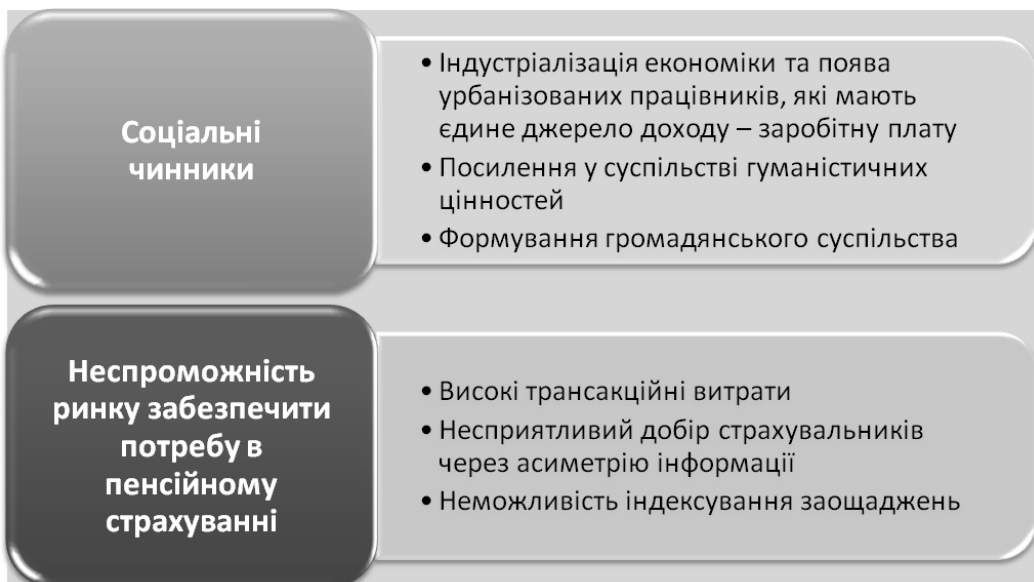 Соціальні
чинники
• Індустріалізація економіки та поява
урбанізованих працівників, які мають
єдине джерело доходу – заробітну плату
• Посилення у суспільстві гуманістичних
цінностей
• Формування громадянського суспільства
Неспроможність
ринку забезпечити
потребу в
пенсійному
страхуванні
• Високі трансакційні витрати
• Несприятливий добір страхувальників
через асиметрію інформації
• Неможливість індексування заощаджень